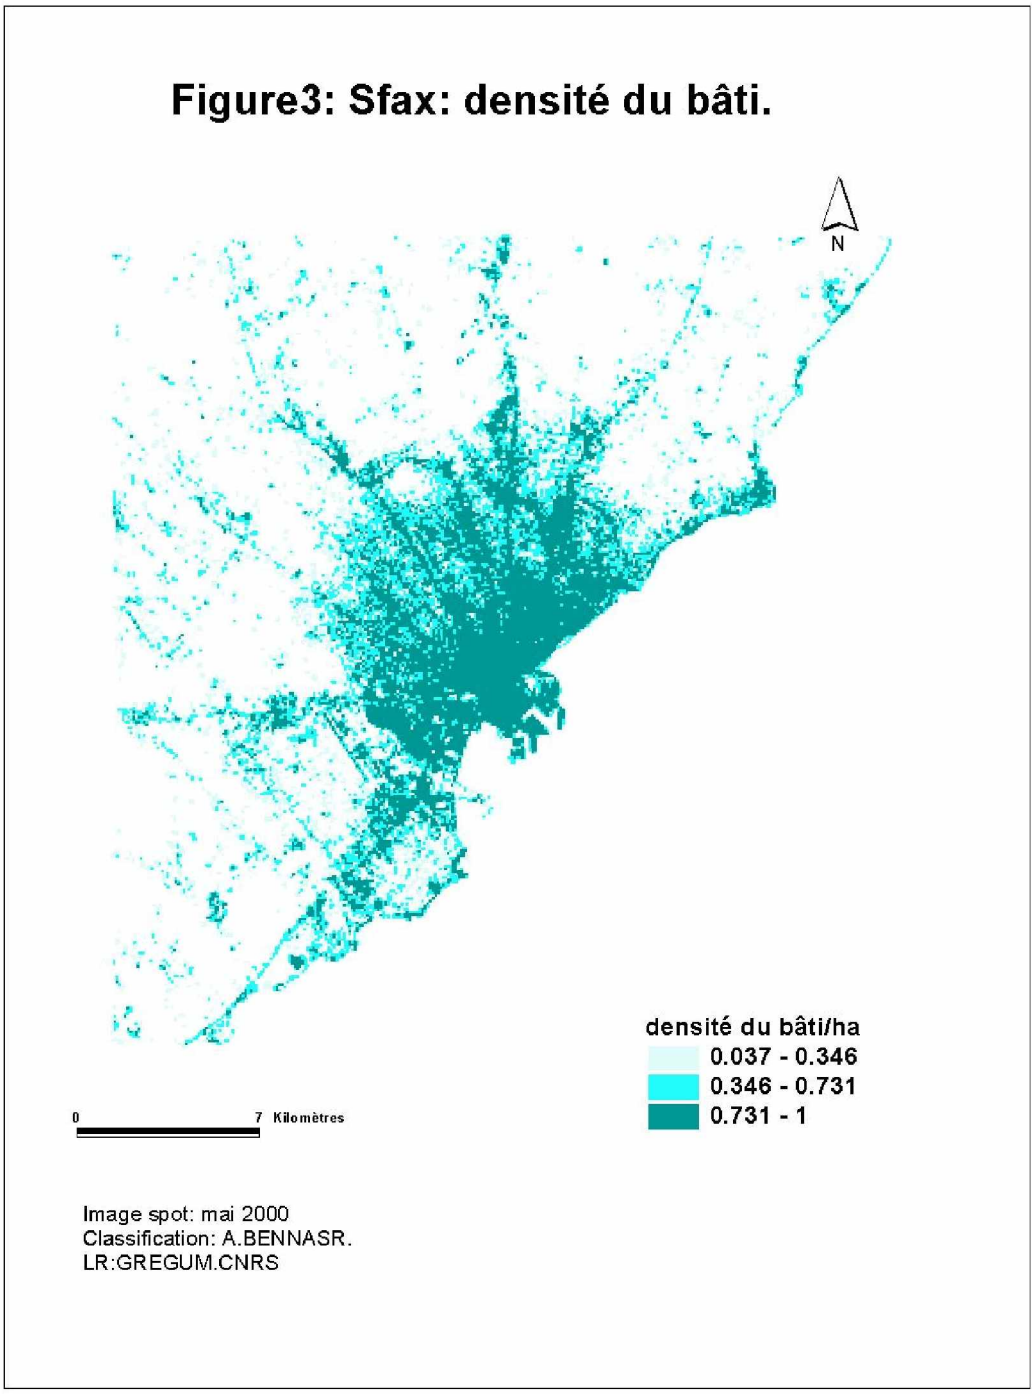 Figure3: Sfax: densité du bâti.
N
densité du bâti/ha
0.037 - 0.346
0.346 - 0.731
0.731 - 1
0 7 Kilomètres
Image spot: mai 2000
Classification: A.BENNASR.
LR:GREGUM.CNRS